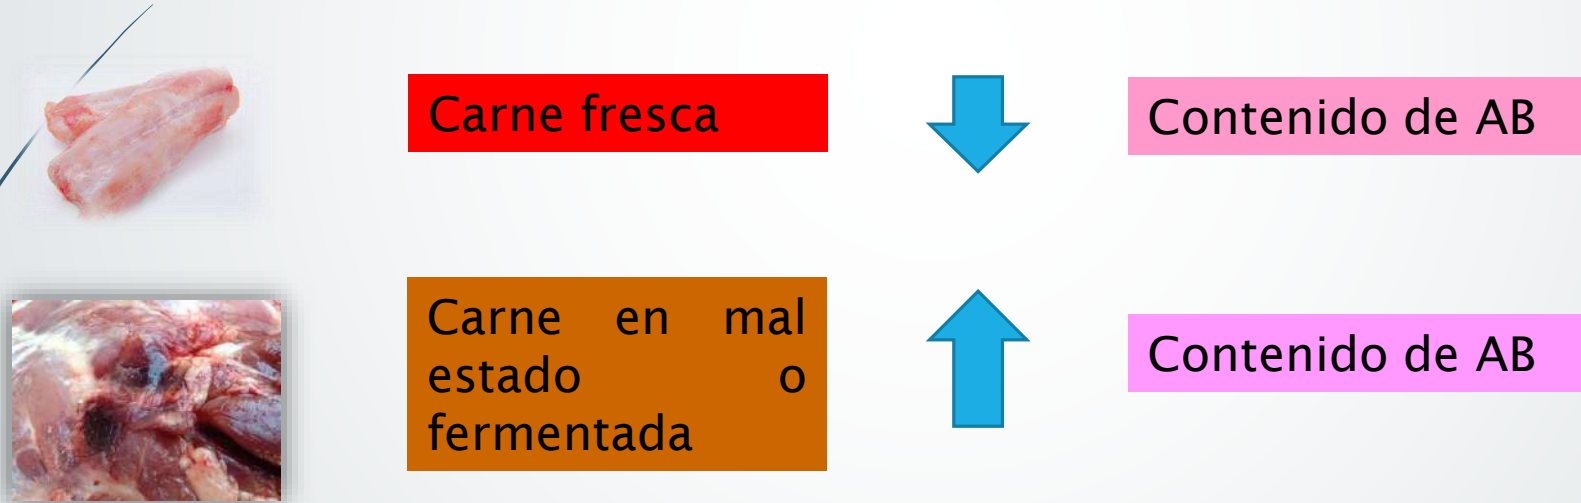 Carne fresca
Contenido de AB
Carne en mal
estado o
fermentada
Contenido de AB